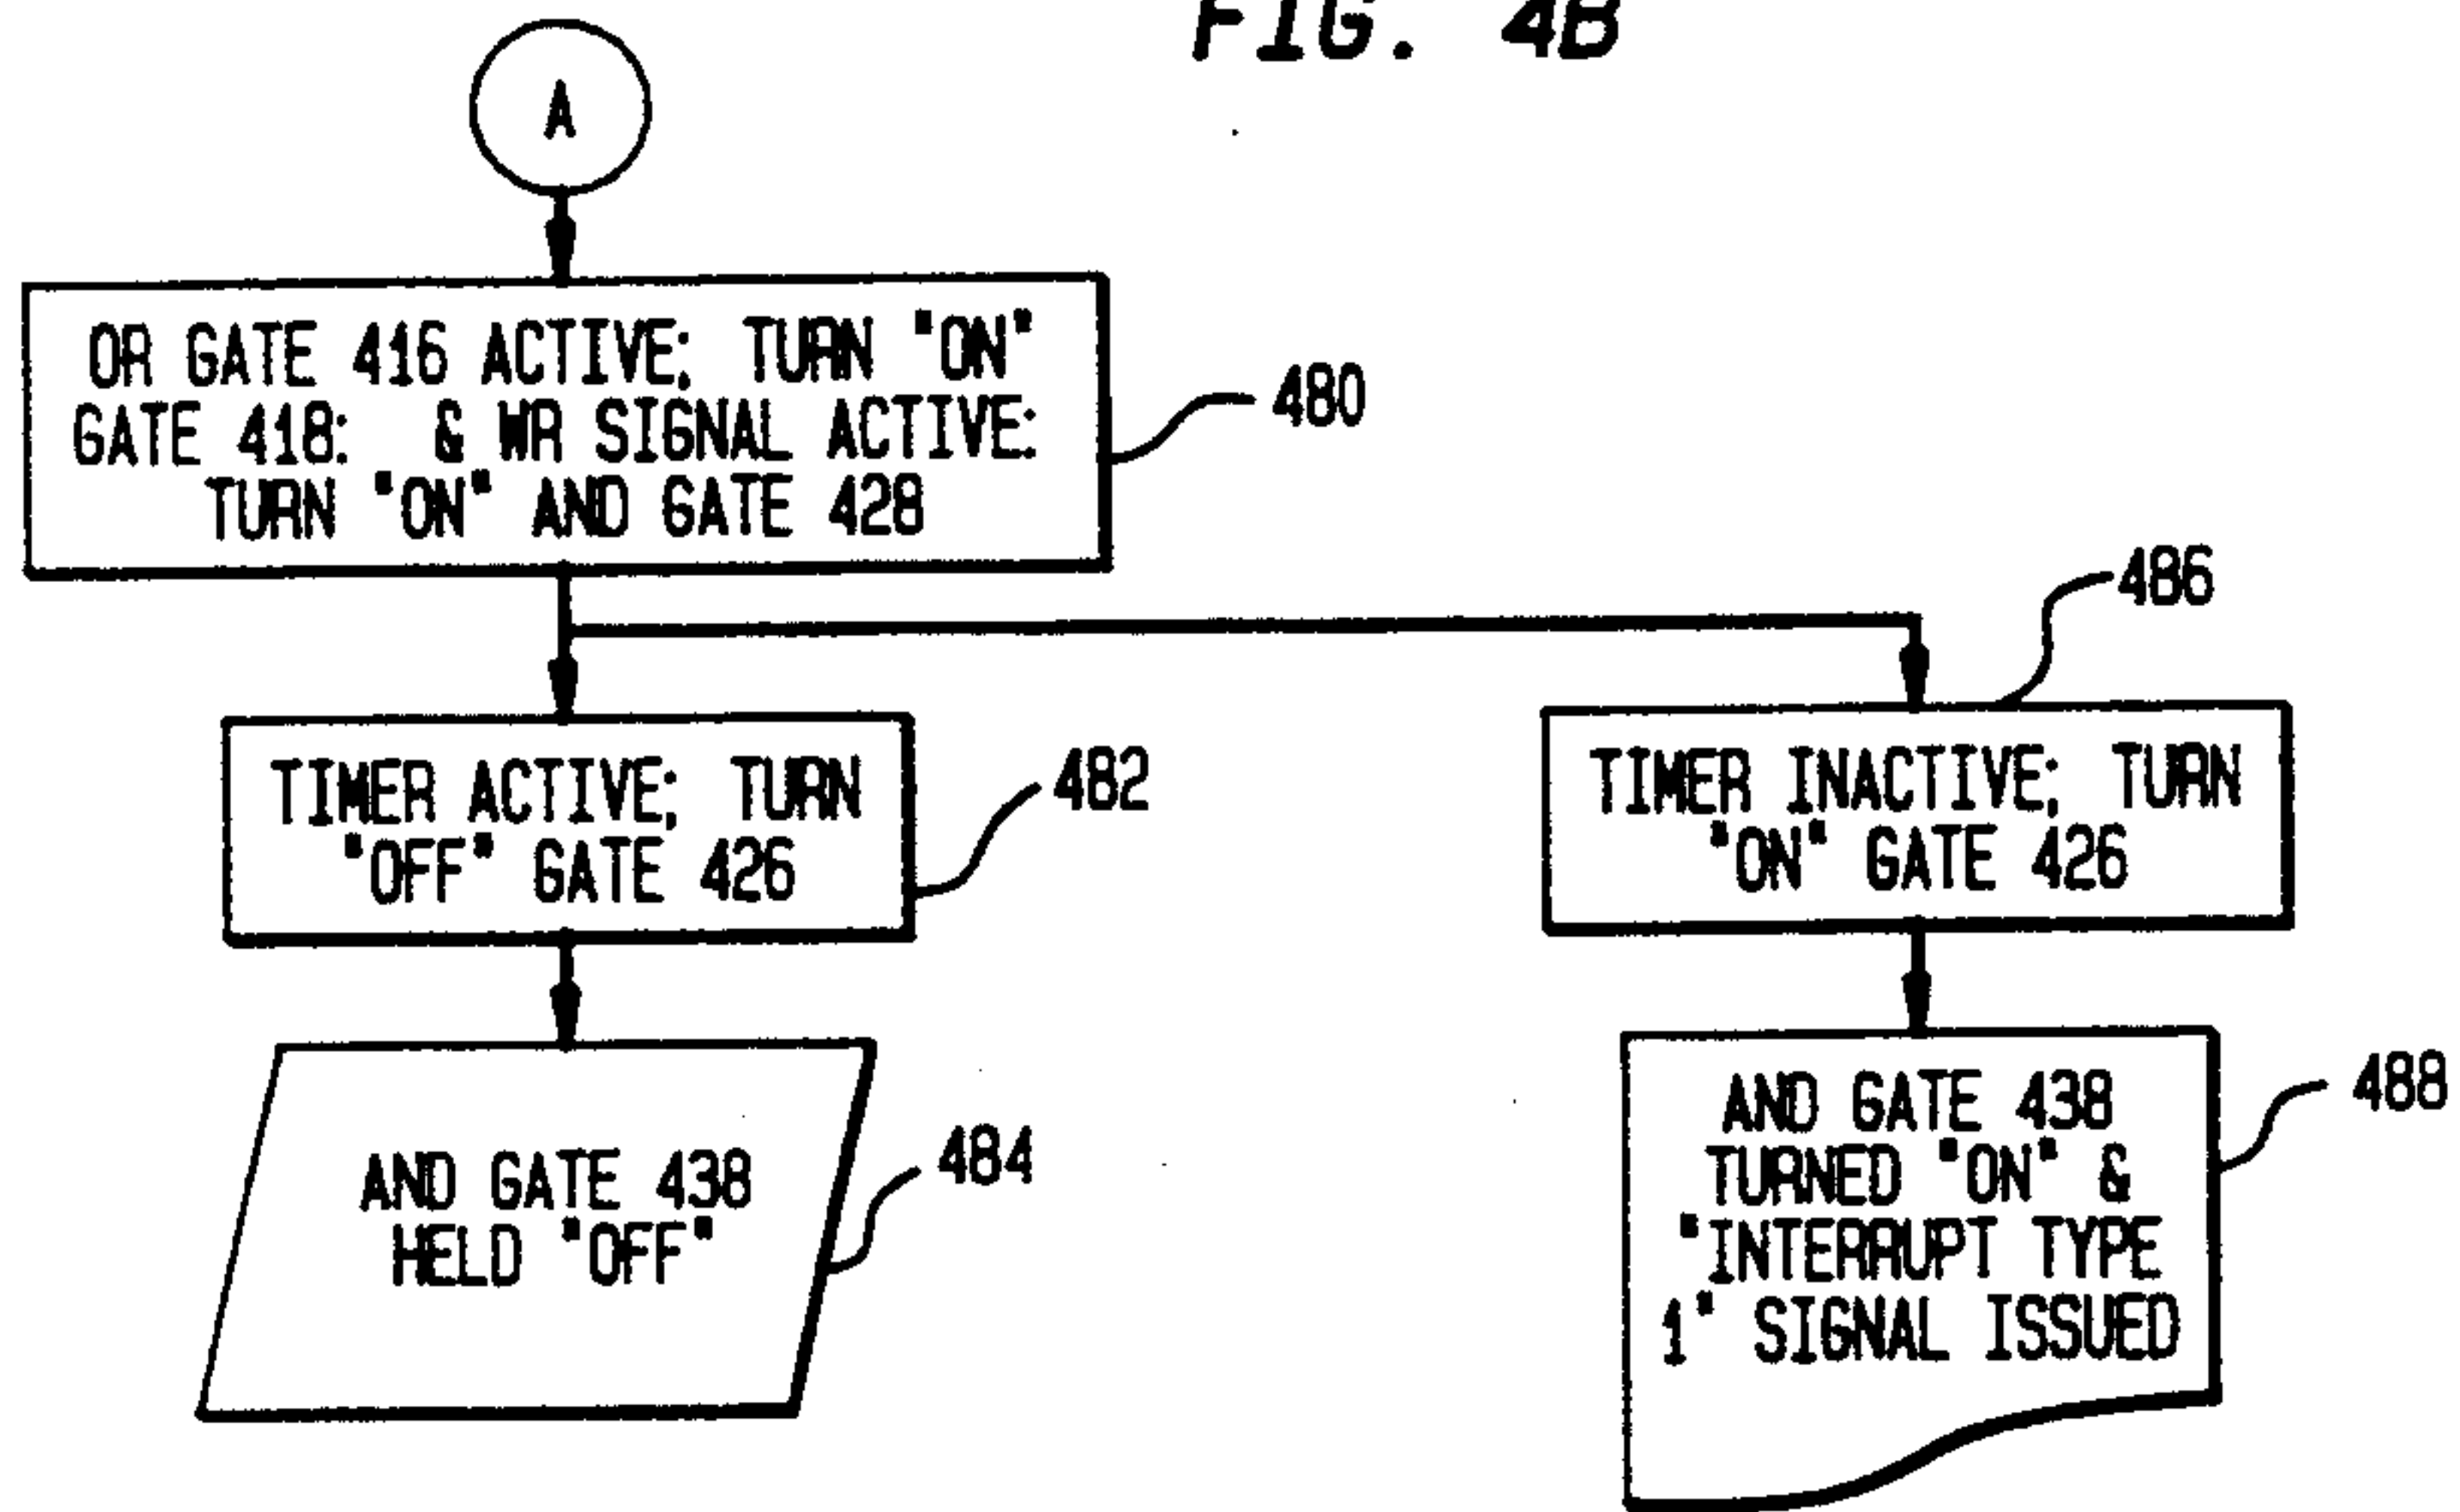 FIG. 4B
A
OR GATE 416 ACTIVE; TURN "ON"
GATE 418: & WR SIGNAL ACTIVE:
TURN "ON" AND GATE 428
480
486
TIMER ACTIVE; TURN
"OFF" GATE 426
482
TIMER INACTIVE; TURN
"ON" GATE 426
AND GATE 438
HELD "OFF"
484
AND GATE 438
TURNED "ON" &
"INTERRUPT TYPE
1" SIGNAL ISSUED
488